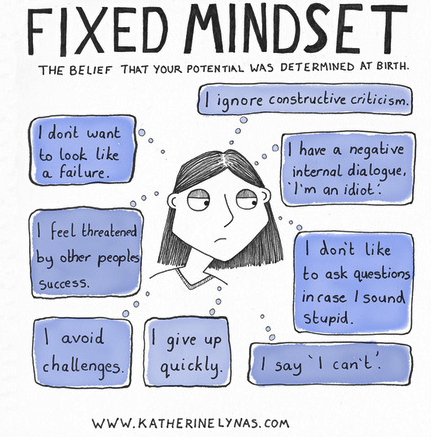 FIXED MINDSET
THE BELIEF THAT YOUR POTENTIAL WAS DETERMINED AT BIRTH.
I ignore constructive criticism.
I don't want
to look like
a failure.
I have a negative
internal dialogue,
'I'm an idiot'.
I feel threatened
by other peoples
success.
I don't like
to ask questions
in case I sound
stupid.
I avoid
challenges.
I give up
quickly.
I say 'I can't'.
WWW.KATHERINELYNAS.COM